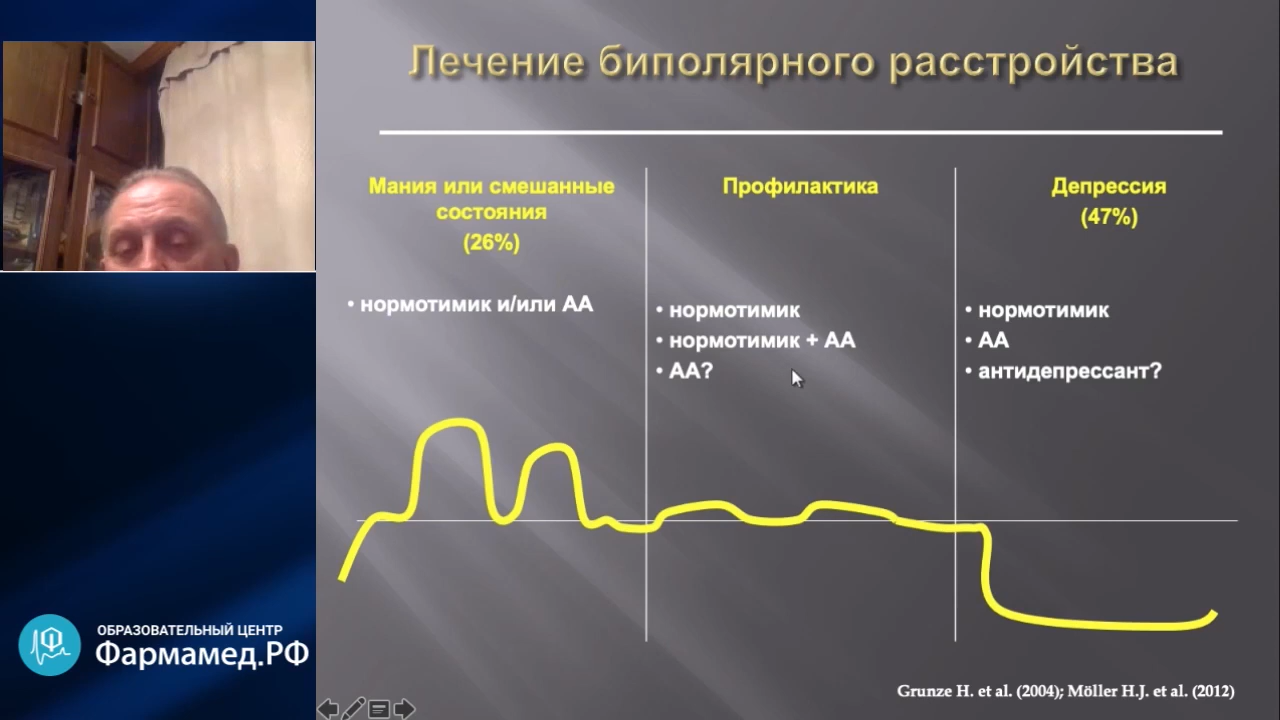 Лечение биполярного расстройства
Мания или смешанные
состояния
(26%)
• нормотимик и/или АА
Профилактика
• нормотимик
• нормотимик + АА
• АА?
Депрессия
(47%)
• нормотимик
• АА
• антидепрессант?
Grunze H. et al. (2004); Möller H.J. et al. (2012)
ОБРАЗОВАТЕЛЬНЫЙ ЦЕНТР
Фармамед.РФ